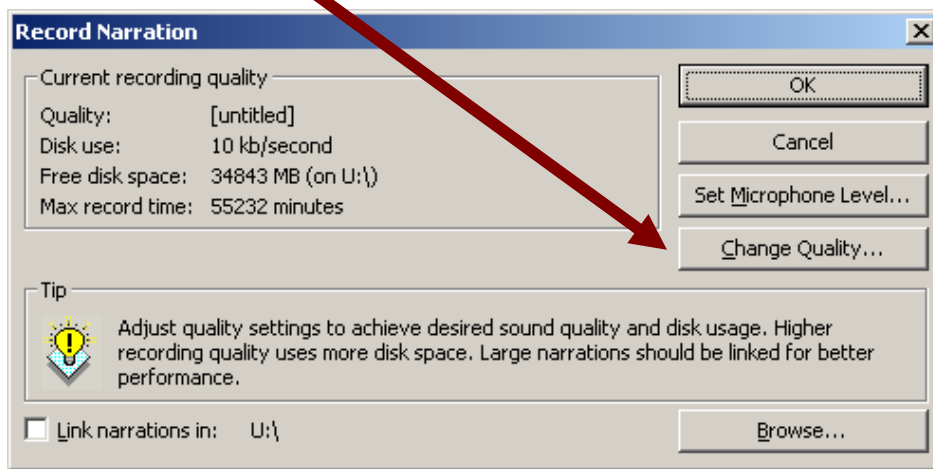 Record Narration
Current recording quality
Quality: [untitled]
Disk use: 10 kb/second
Free disk space: 34843 MB (on U:\)
Max record time: 55232 minutes
OK
Cancel
Set Microphone Level...
Change Quality...
Tip
Adjust quality settings to achieve desired sound quality and disk usage. Higher
recording quality uses more disk space. Large narrations should be linked for better
performance.
Link narrations in: U:\
Browse...